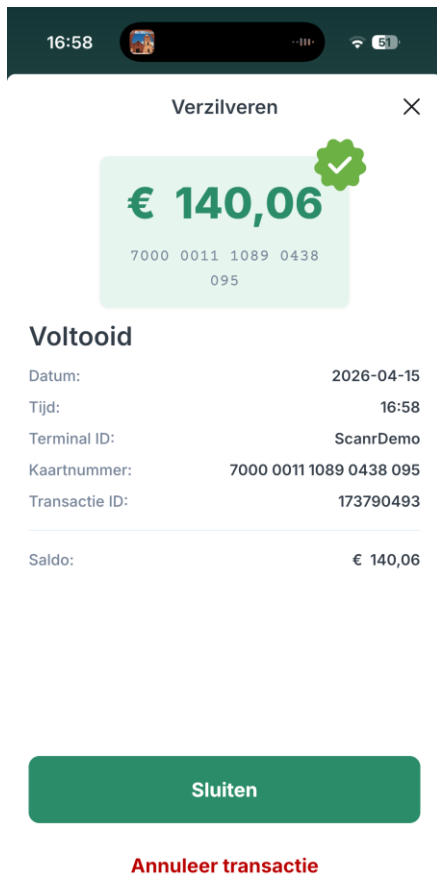 16:58
51
Verzilveren
€ 140,06
7000 0011 1089 0438
095
Voltooid
Datum: 2026-04-15
Tijd: 16:58
Terminal ID: ScanrDemo
Kaartnummer: 7000 0011 1089 0438 095
Transactie ID: 173790493
Saldo: € 140,06
Sluiten
Annuleer transactie